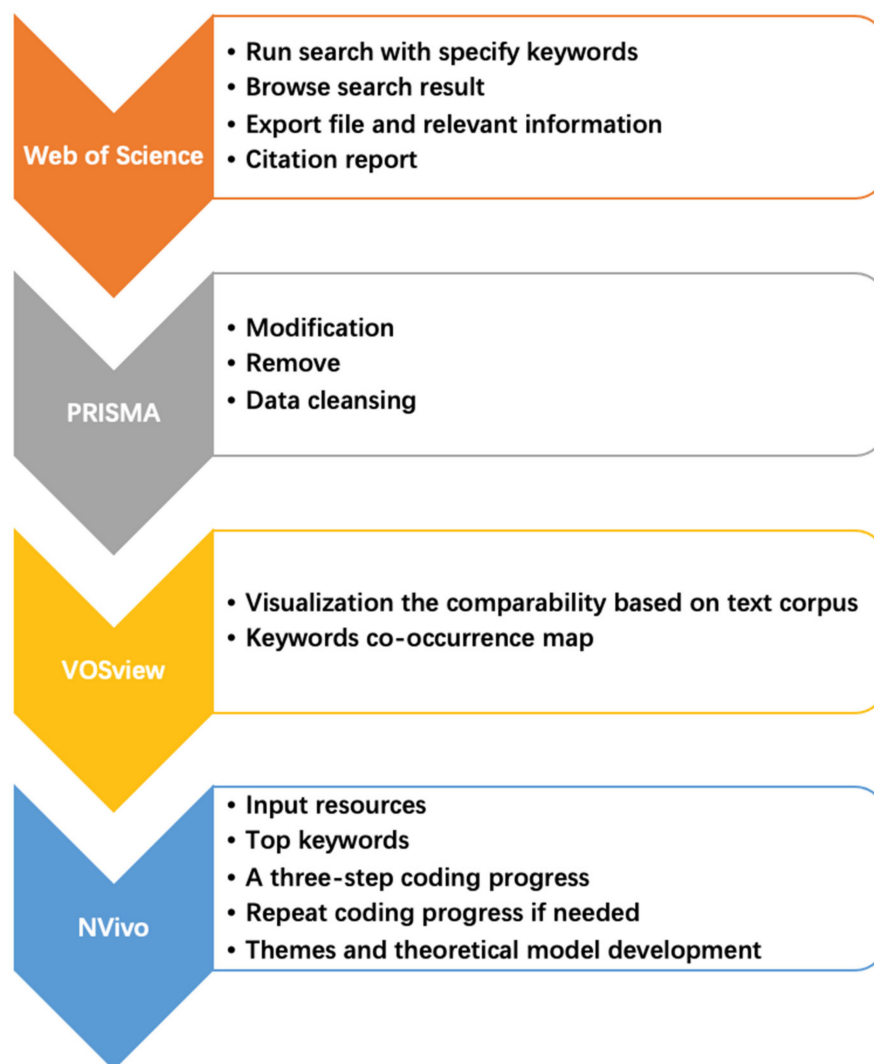 Web of Science
• Run search with specify keywords
• Browse search result
• Export file and relevant information
• Citation report
PRISMA
• Modification
• Remove
• Data cleansing
VOSview
• Visualization the comparability based on text corpus
• Keywords co-occurrence map
NVivo
• Input resources
• Top keywords
• A three-step coding progress
• Repeat coding progress if needed
• Themes and theoretical model development